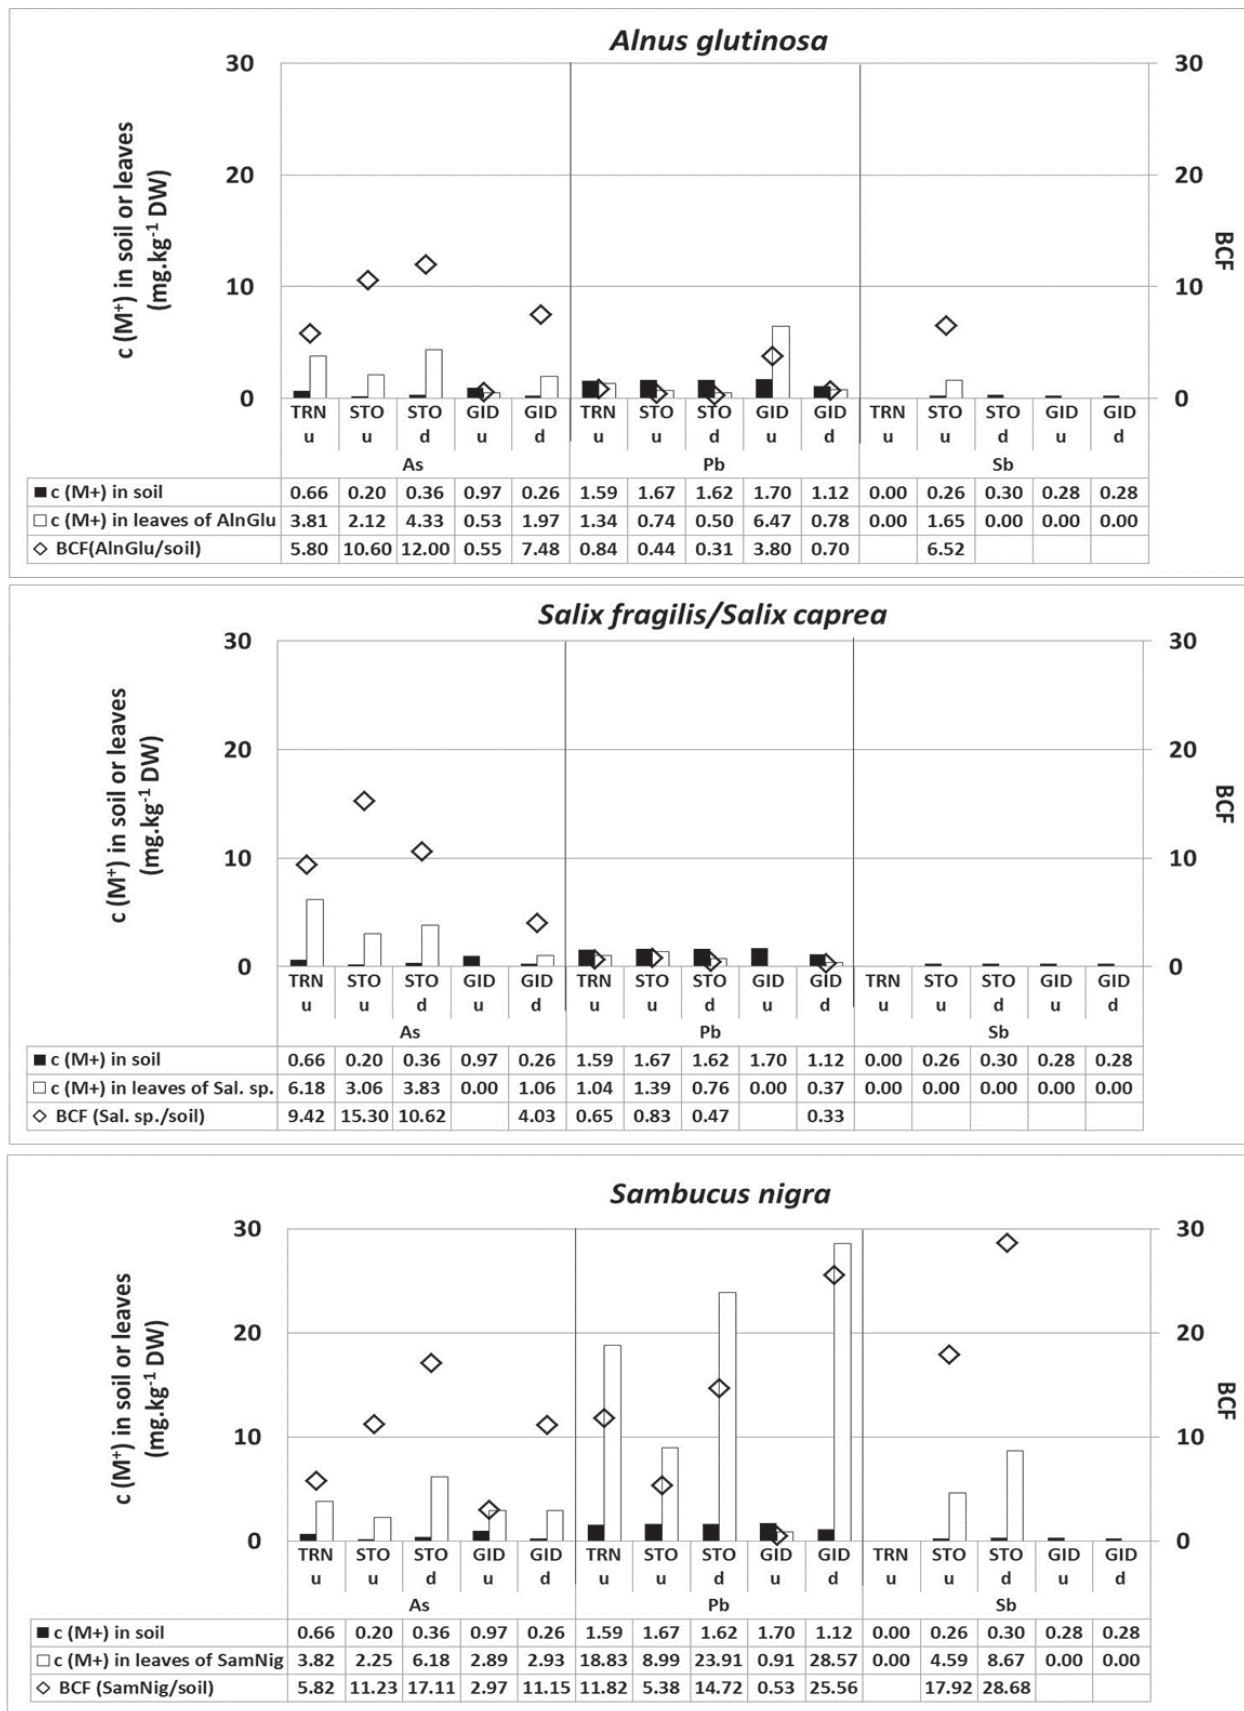 Alnus glutinosa
c (M+) in soil or leaves
(mg.kg-1 DW)
30
20
10
0
30
20
10
0
BCF
TRN u STO u STO d GID u GID d TRN u STO u STO d GID u GID d TRN u STO u STO d GID u GID d
As Pb Sb
■ c (M+) in soil 0.66 0.20 0.36 0.97 0.26 1.59 1.67 1.62 1.70 1.12 0.00 0.26 0.30 0.28 0.28
□ c (M+) in leaves of AlnGlu 3.81 2.12 4.33 0.53 1.97 1.34 0.74 0.50 6.47 0.78 0.00 1.65 0.00 0.00 0.00
◇ BCF(AlnGlu/soil) 5.80 10.60 12.00 0.55 7.48 0.84 0.44 0.31 3.80 0.70 6.52
Salix fragilis/Salix caprea
c (M+) in soil or leaves
(mg.kg-1 DW)
30
20
10
0
30
20
10
0
BCF
TRN u STO u STO d GID u GID d TRN u STO u STO d GID u GID d TRN u STO u STO d GID u GID d
As Pb Sb
■ c (M+) in soil 0.66 0.20 0.36 0.97 0.26 1.59 1.67 1.62 1.70 1.12 0.00 0.26 0.30 0.28 0.28
□ c (M+) in leaves of Sal. sp. 6.18 3.06 3.83 0.00 1.06 1.04 1.39 0.76 0.00 0.37 0.00 0.00 0.00 0.00 0.00
◇ BCF (Sal. sp./soil) 9.42 15.30 10.62 4.03 0.65 0.83 0.47 0.33
Sambucus nigra
c (M+) in soil or leaves
(mg.kg-1 DW)
30
20
10
0
30
20
10
0
BCF
TRN u STO u STO d GID u GID d TRN u STO u STO d GID u GID d TRN u STO u STO d GID u GID d
As Pb Sb
■ c (M+) in soil 0.66 0.20 0.36 0.97 0.26 1.59 1.67 1.62 1.70 1.12 0.00 0.26 0.30 0.28 0.28
□ c (M+) in leaves of SamNig 3.82 2.25 6.18 2.89 2.93 18.83 8.99 23.91 0.91 28.57 0.00 4.59 8.67 0.00 0.00
◇ BCF (SamNig/soil) 5.82 11.23 17.11 2.97 11.15 11.82 5.38 14.72 0.53 25.56 17.92 28.68